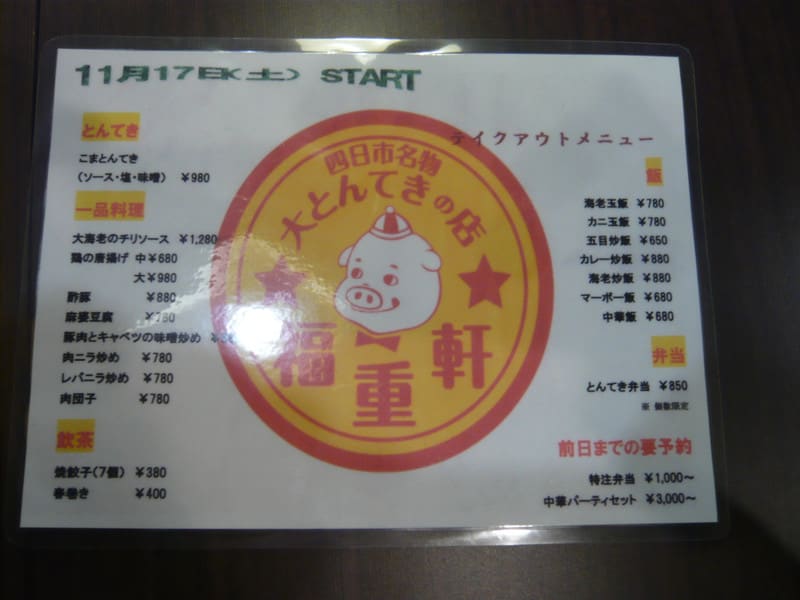 11月17日(土) START
テイクアウトメニュー
とんてき
こまとんてき
(ソース・塩・味噌) ¥980
一品料理
大海老のチリソース ¥1,280
鶏の唐揚げ 中¥680
大¥980
酢豚 ¥880
麻婆豆腐
豚肉とキャベツの味噌炒め
肉ニラ炒め ¥780
レバニラ炒め ¥780
肉団子 ¥780
飲茶
焼餃子(7個) ¥380
春巻き ¥400
四日市名物
大とんてきの店
福重軒
飯
海老玉飯 ¥780
カニ玉飯 ¥780
五目炒飯 ¥650
カレー炒飯 ¥880
海老炒飯 ¥880
マーボー飯 ¥680
中華飯 ¥680
弁当
とんてき弁当 ¥850
※ 個数限定
前日までの要予約
特注弁当 ¥1,000～
中華パーティセット ¥3,000～